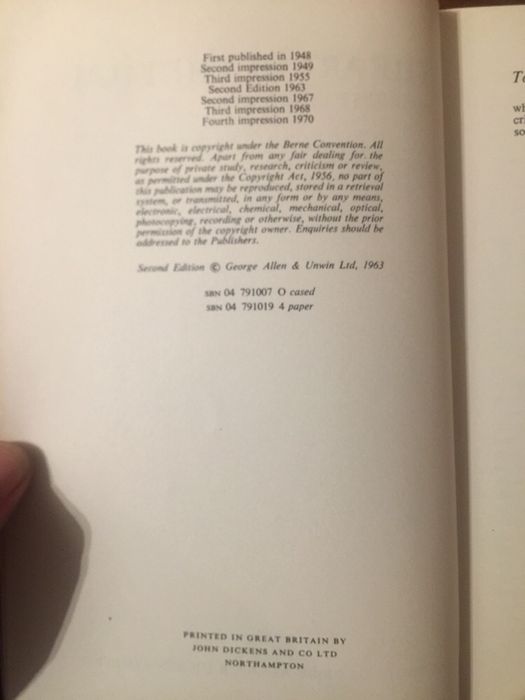 First published in 1948
Second impression 1949
Third impression 1955
Second Edition 1963
Second impression 1967
Third impression 1968
Fourth impression 1970
This book is copyright under the Berne Convention. All
rights reserved. Apart from any fair dealing for the
purpose of private study, research, criticism or review,
as permitted under the Copyright Act, 1956, no part of
this publication may be reproduced, stored in a retrieval
system, or transmitted, in any form or by any means,
electronic, electrical, chemical, mechanical, optical,
photocopying, recording or otherwise, without the prior
permission of the copyright owner. Enquiries should be
addressed to the Publishers.
Second Edition © George Allen & Unwin Ltd, 1963
SBN 04 791007 0 cased
SBN 04 791019 4 paper
PRINTED IN GREAT BRITAIN BY
JOHN DICKENS AND CO LTD
NORTHAMPTON